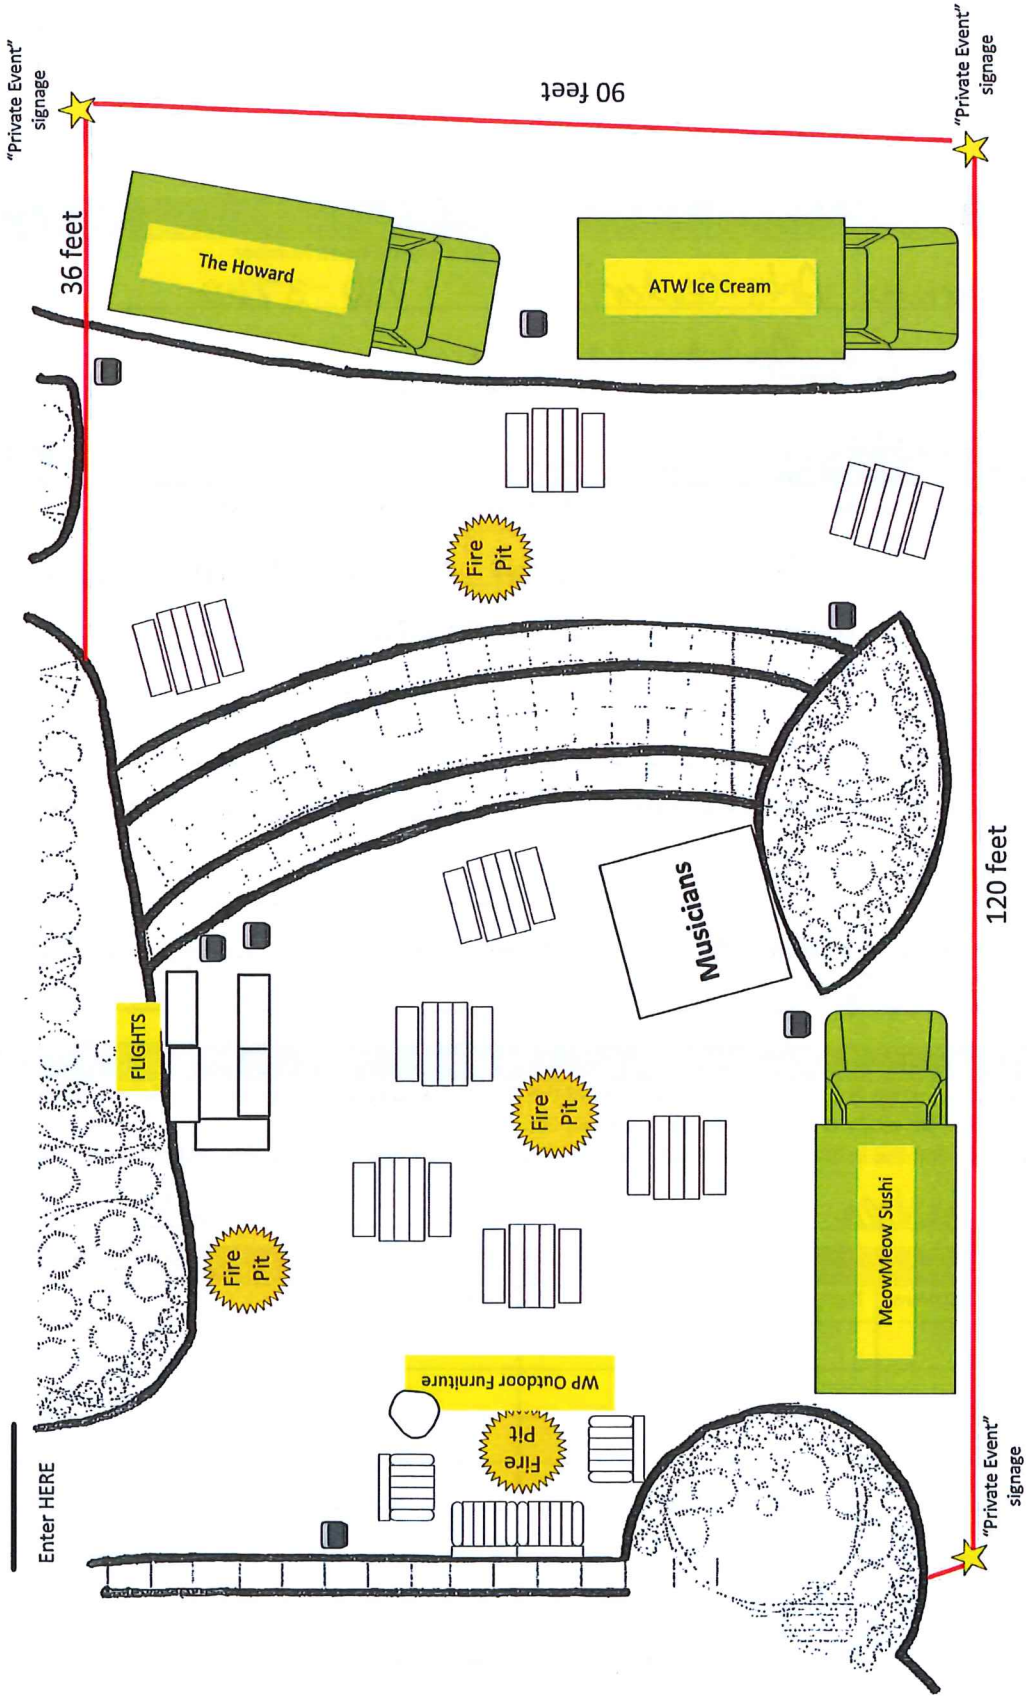 "Private Event"
signage
36 feet
90 feet
"Private Event"
signage
The Howard
ATW Ice Cream
Fire
Pit
Musicians
FLIGHTS
120 feet
Fire
Pit
Fire
Pit
MeowMeow Sushi
WP Outdoor Furniture
Fire
Pit
Enter HERE
"Private Event"
signage